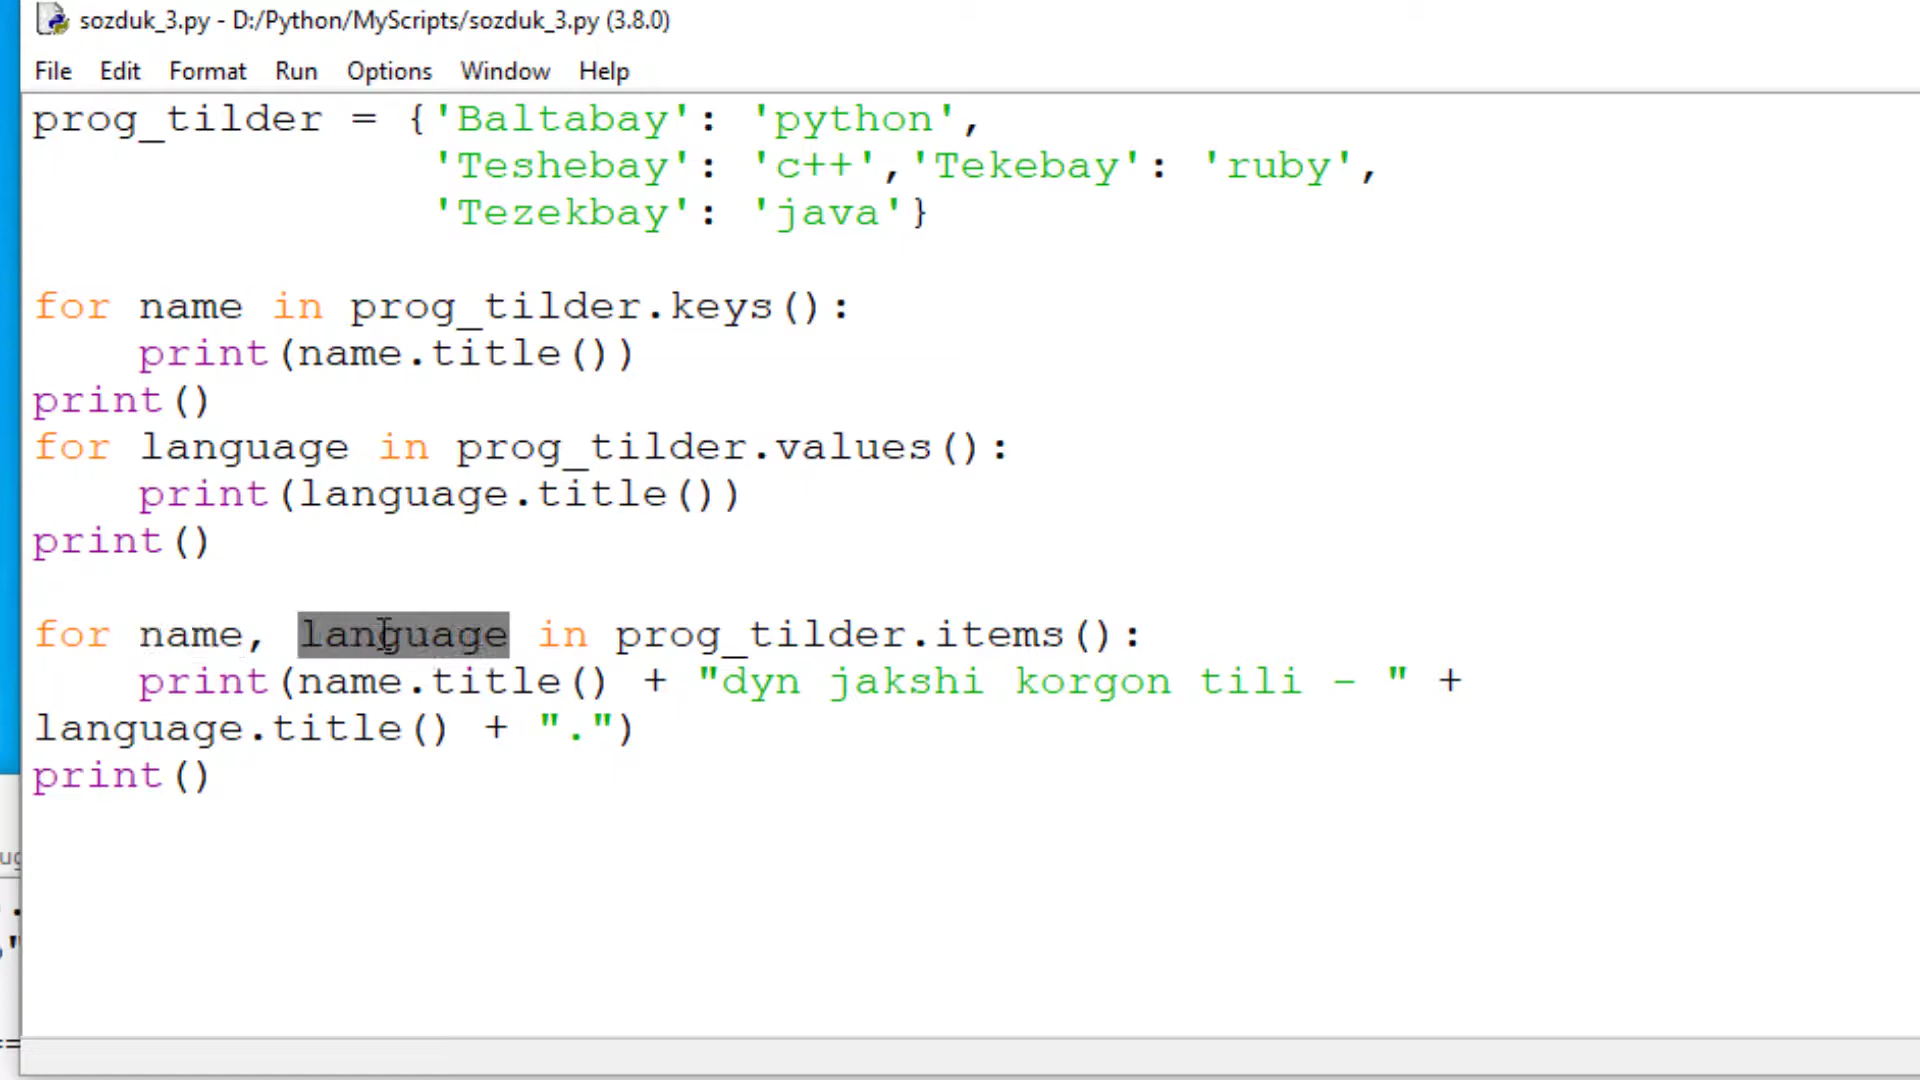 sozduk_3.py - D:/Python/MyScripts/sozduk_3.py (3.8.0)
File Edit Format Run Options Window Help
prog_tilder = {'Baltabay': 'python',
'Teshebay': 'c++','Tekebay': 'ruby',
'Tezekbay': 'java'}
for name in prog_tilder.keys():
print(name.title())
print()
for language in prog_tilder.values():
print(language.title())
print()
for name, language in prog_tilder.items():
print(name.title() + "dyn jakshi korgon tili - " +
language.title() + ".")
print()